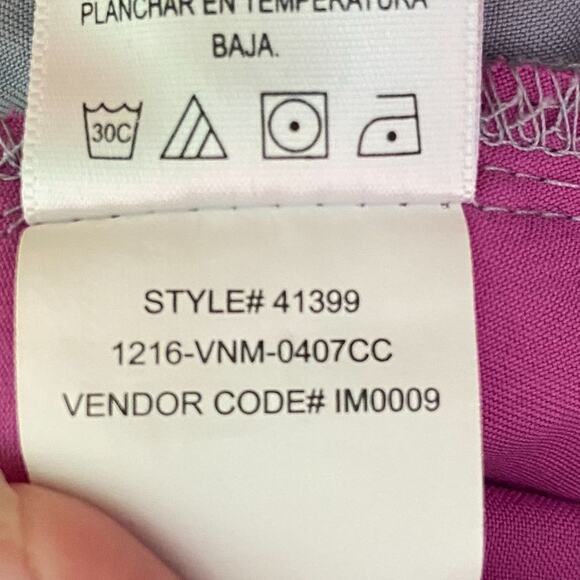 PLANCHAR EN TEMPERATURA
BAJA.
30C
STYLE# 41399
1216-VNM-0407CC
VENDOR CODE# IM0009